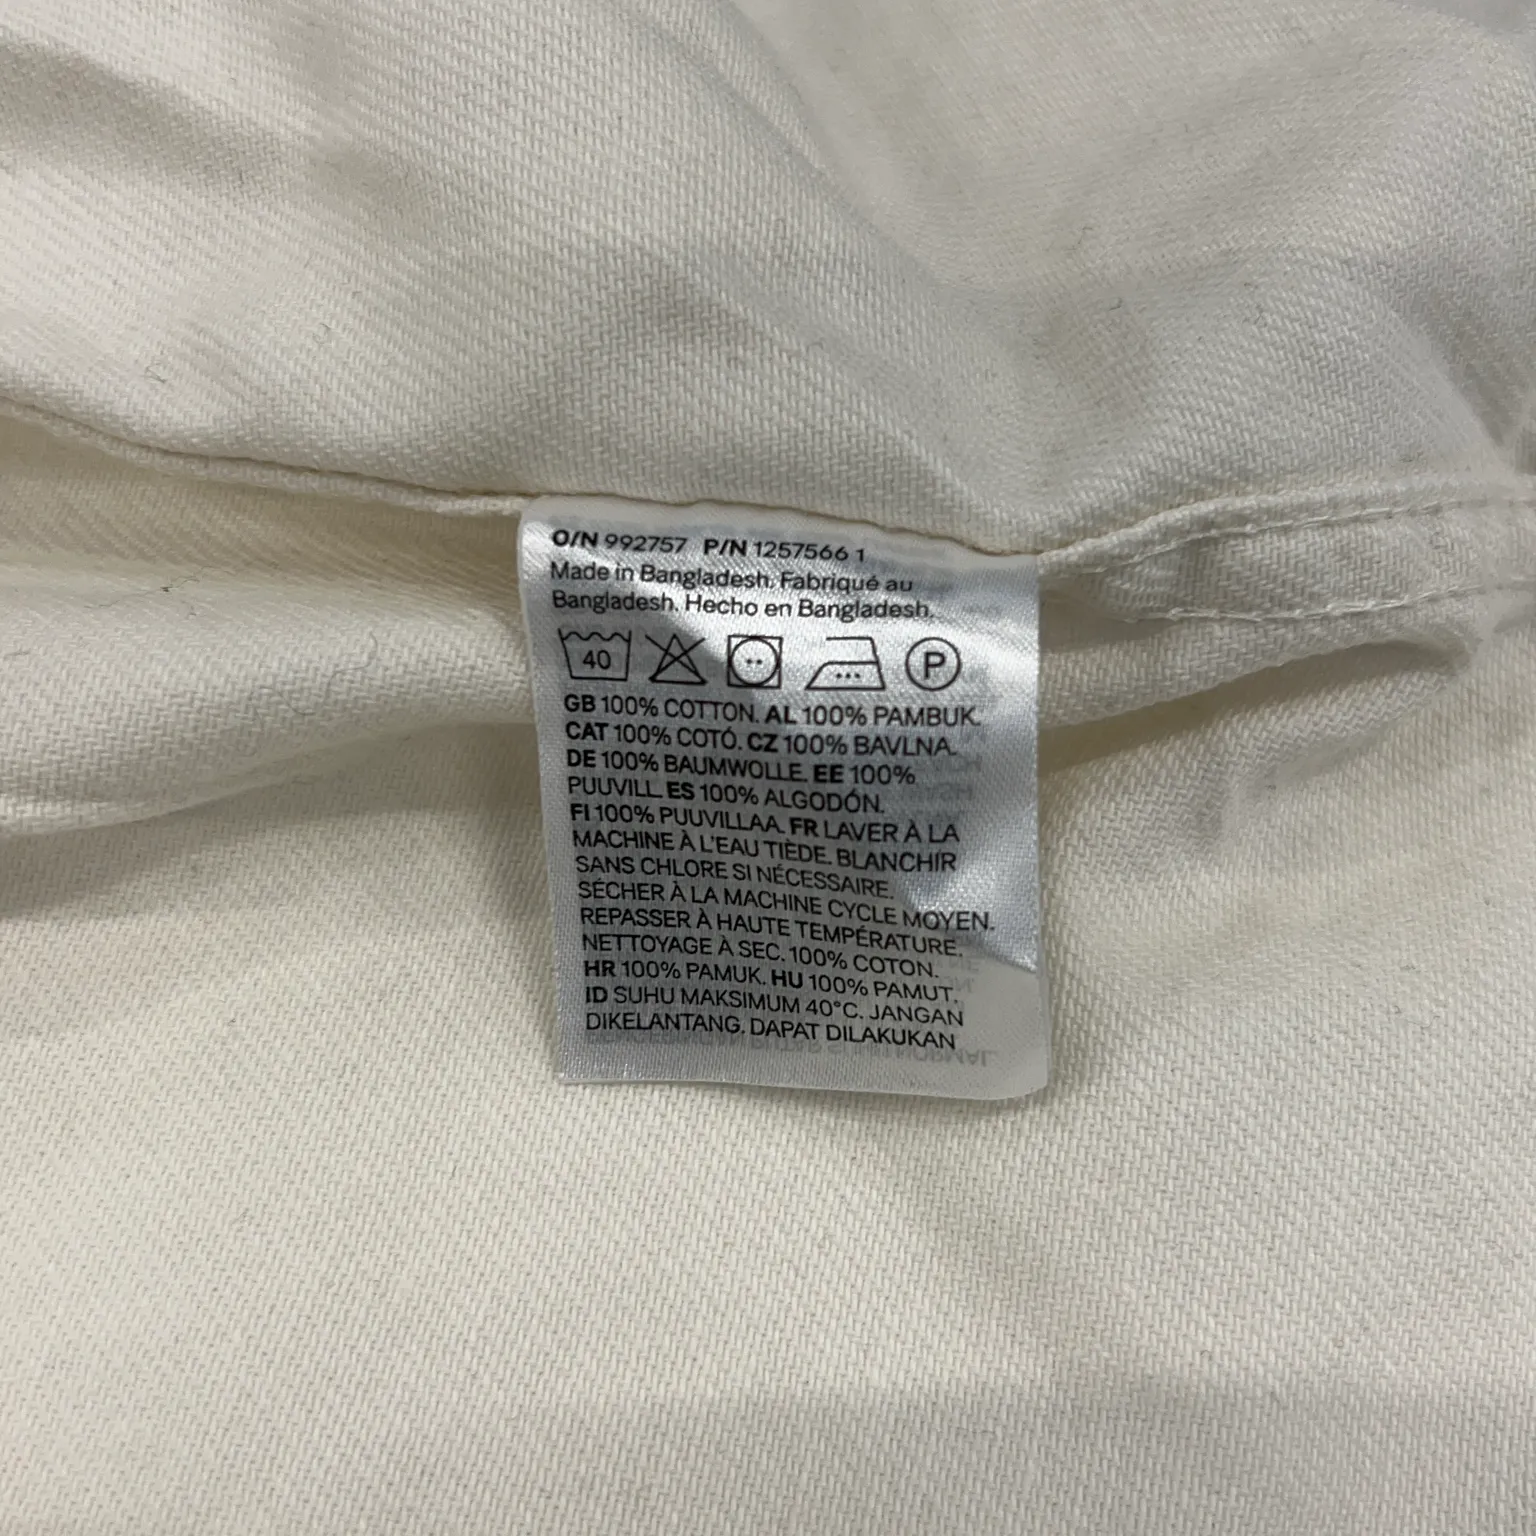 O/N 992757 P/N 1257566 1
Made in Bangladesh. Fabriqué au
Bangladesh. Hecho en Bangladesh.
40 P
GB 100% COTTON. AL 100% PAMBUK.
CAT 100% COTÓ. CZ 100% BAVLNA.
DE 100% BAUMWOLLE. EE 100%
PUUVILL. ES 100% ALGODÓN.
FI 100% PUUVILLAA. FR LAVER À LA
MACHINE À L'EAU TIÈDE. BLANCHIR
SANS CHLORE SI NÉCESSAIRE.
SÉCHER À LA MACHINE CYCLE MOYEN.
REPASSER À HAUTE TEMPÉRATURE.
NETTOYAGE À SEC. 100% COTON.
HR 100% PAMUK. HU 100% PAMUT.
ID SUHU MAKSIMUM 40°C. JANGAN
DIKELANTANG. DAPAT DILAKUKAN